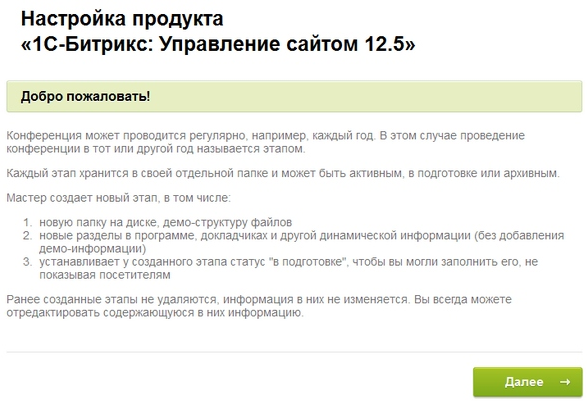 Настройка продукта
«1С-Битрикс: Управление сайтом 12.5»
Добро пожаловать!
Конференция может проводится регулярно, например, каждый год. В этом случае проведение
конференции в тот или другой год называется этапом.
Каждый этап хранится в своей отдельной папке и может быть активным, в подготовке или архивным.
Мастер создает новый этап, в том числе:
1. новую папку на диске, демо-структуру файлов
2. новые разделы в программе, докладчиках и другой динамической информации (без добавления
демо-информации)
3. устанавливает у созданного этапа статус "в подготовке", чтобы вы могли заполнить его, не
показывая посетителям
Ранее созданные этапы не удаляются, информация в них не изменяется. Вы всегда можете
отредактировать содержающуюся в них информацию.
Далее →